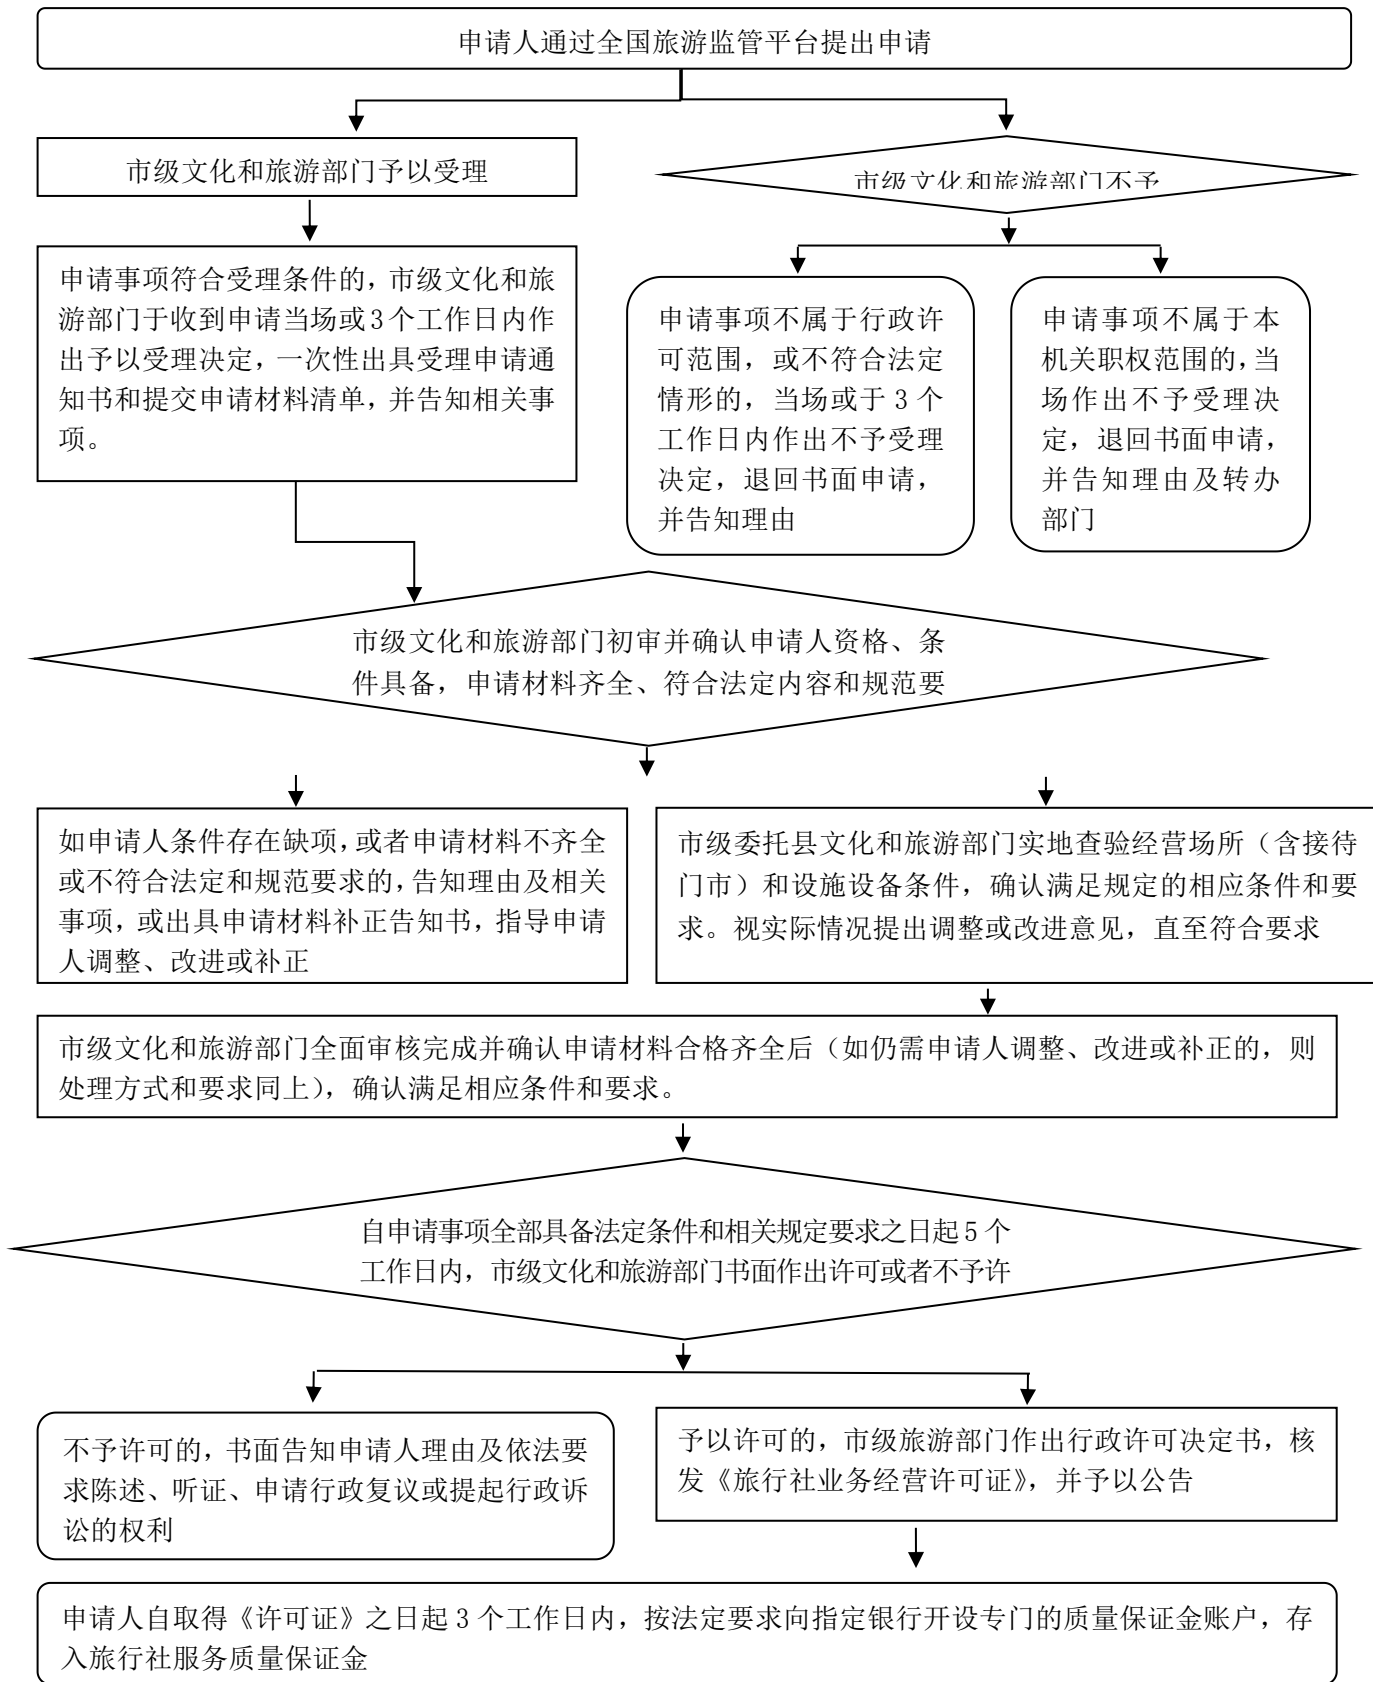 申请人通过全国旅游监管平台提出申请
市级文化和旅游部门予以受理
市级文化和旅游部门不予
申请事项符合受理条件的，市级文化和旅
游部门于收到申请当场或3个工作日内作
出予以受理决定，一次性出具受理申请通
知书和提交申请材料清单，并告知相关事
项。
申请事项不属于行政许
可范围，或不符合法定
情形的，当场或于 3 个
工作日内作出不予受理
决定，退回书面申请，
并告知理由
申请事项不属于本
机关职权范围的，当
场作出不予受理决
定，退回书面申请，
并告知理由及转办
部门
市级文化和旅游部门初审并确认申请人资格、条
件具备，申请材料齐全、符合法定内容和规范要
如申请人条件存在缺项，或者申请材料不齐全
或不符合法定和规范要求的，告知理由及相关
事项，或出具申请材料补正告知书，指导申请
人调整、改进或补正
市级委托县文化和旅游部门实地查验经营场所（含接待
门市）和设施设备条件，确认满足规定的相应条件和要
求。视实际情况提出调整或改进意见，直至符合要求
市级文化和旅游部门全面审核完成并确认申请材料合格齐全后（如仍需申请人调整、改进或补正的，则
处理方式和要求同上），确认满足相应条件和要求。
自申请事项全部具备法定条件和相关规定要求之日起 5 个
工作日内，市级文化和旅游部门书面作出许可或者不予许
不予许可的，书面告知申请人理由及依法要
求陈述、听证、申请行政复议或提起行政诉
讼的权利
予以许可的，市级旅游部门作出行政许可决定书，核
发《旅行社业务经营许可证》，并予以公告
申请人自取得《许可证》之日起 3 个工作日内，按法定要求向指定银行开设专门的质量保证金账户，存
入旅行社服务质量保证金